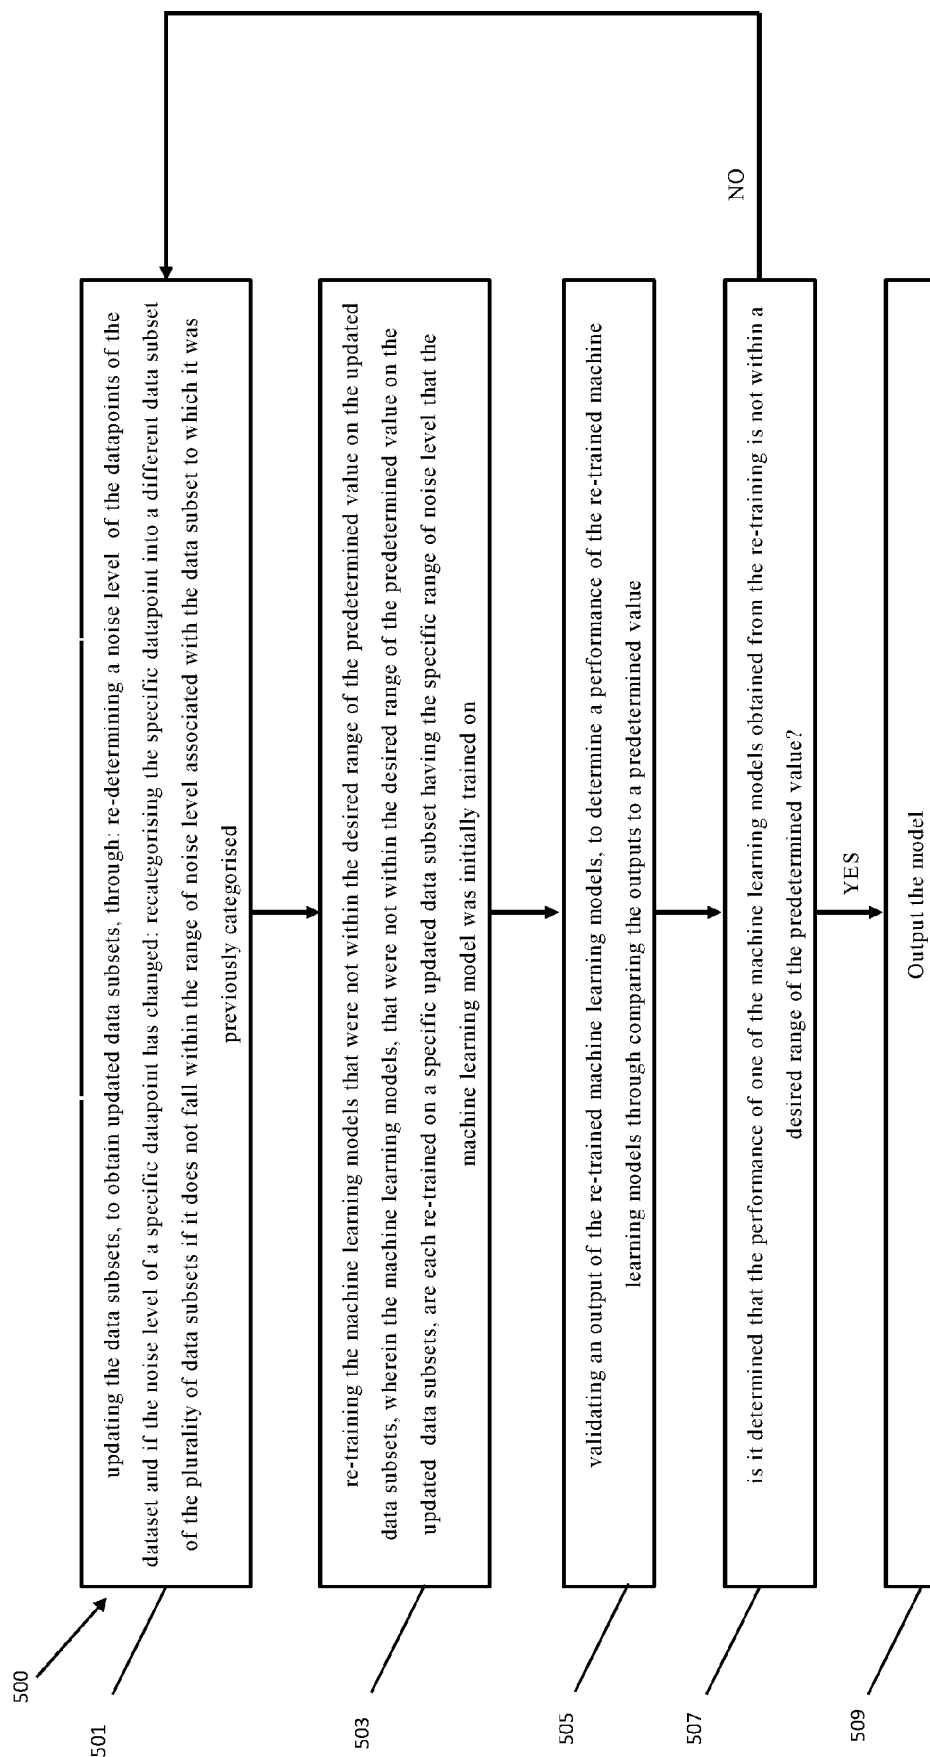 500
501
updating the data subsets, to obtain updated data subsets, through: re-determining a noise level of the datapoints of the
dataset and if the noise level of a specific datapoint has changed: recategorising the specific datapoint into a different data subset
of the plurality of data subsets if it does not fall within the range of noise level associated with the data subset to which it was
previously categorised
503
re-training the machine learning models that were not within the desired range of the predetermined value on the updated
data subsets, wherein the machine learning models, that were not within the desired range of the predetermined value on the
updated data subsets, are each re-trained on a specific updated data subset having the specific range of noise level that the
machine learning model was initially trained on
505
validating an output of the re-trained machine learning models, to determine a performance of the re-trained machine
learning models through comparing the outputs to a predetermined value
507
is it determined that the performance of one of the machine learning models obtained from the re-training is not within a
desired range of the predetermined value?
NO
YES
509
Output the model